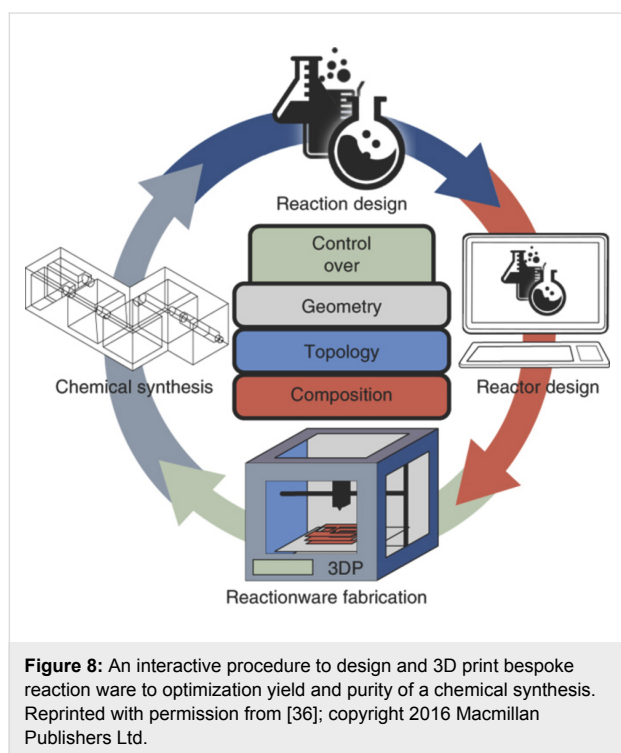 Reaction design
Control
over
Geometry
Topology
Composition
Chemical synthesis
Reactor design
3DP
Reactionware fabrication
Figure 8: An interactive procedure to design and 3D print bespoke
reaction ware to optimization yield and purity of a chemical synthesis.
Reprinted with permission from [36]; copyright 2016 Macmillan
Publishers Ltd.